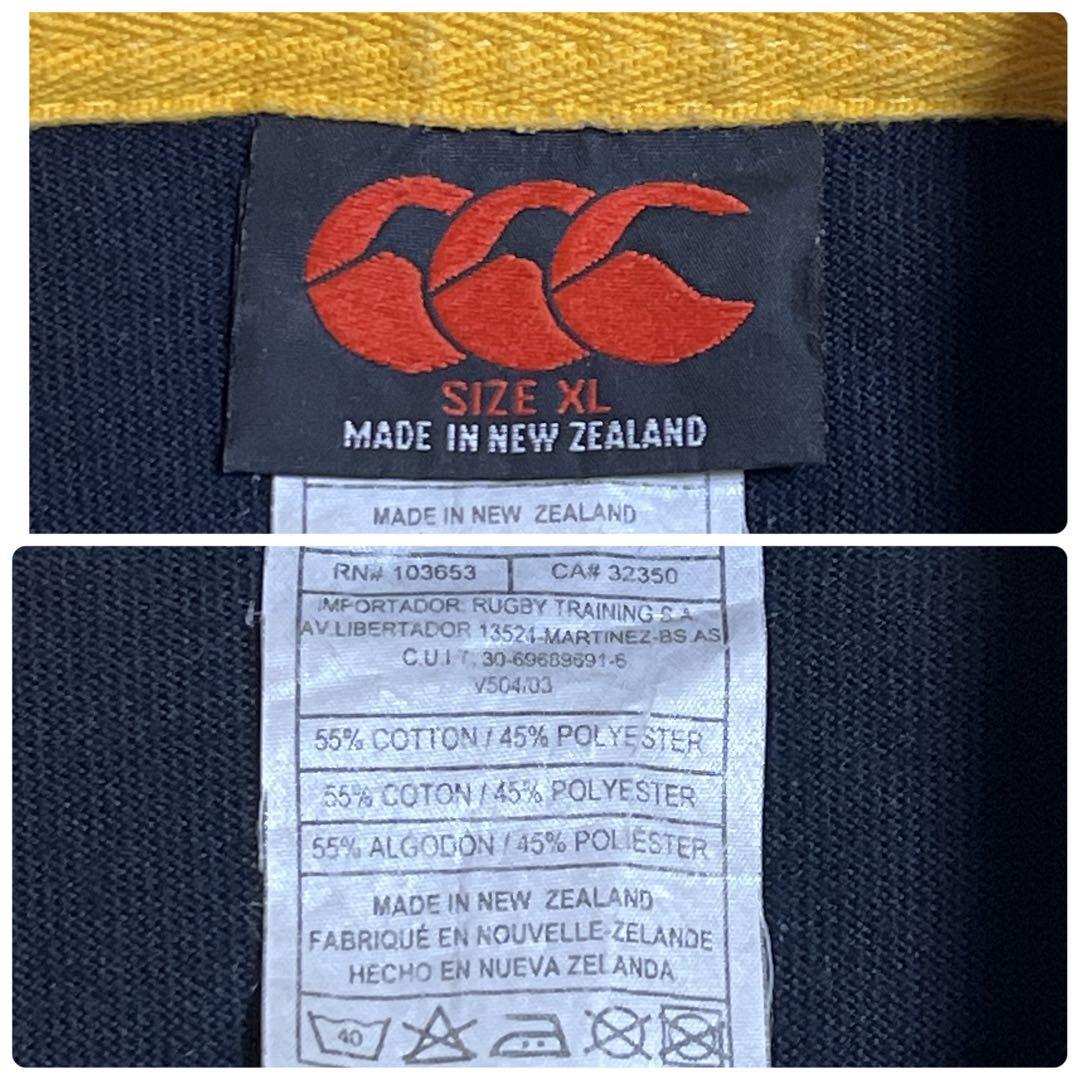 SIZE XL
MADE IN NEW ZEALAND
MADE IN NEW ZEALAND
RN# 103653 CA# 32350
IMPORTADOR: RUGBY TRAINING S.A.
AV.LIBERTADOR 13521-MARTINEZ-BS.AS
C.U.I.T. 30-69689691-6
V504/03
55% COTTON / 45% POLYESTER
55% COTON / 45% POLYESTER
55% ALGODÓN / 45% POLIÉSTER
MADE IN NEW ZEALAND
FABRIQUÉ EN NOUVELLE-ZELANDE
HECHO EN NUEVA ZELANDA
40